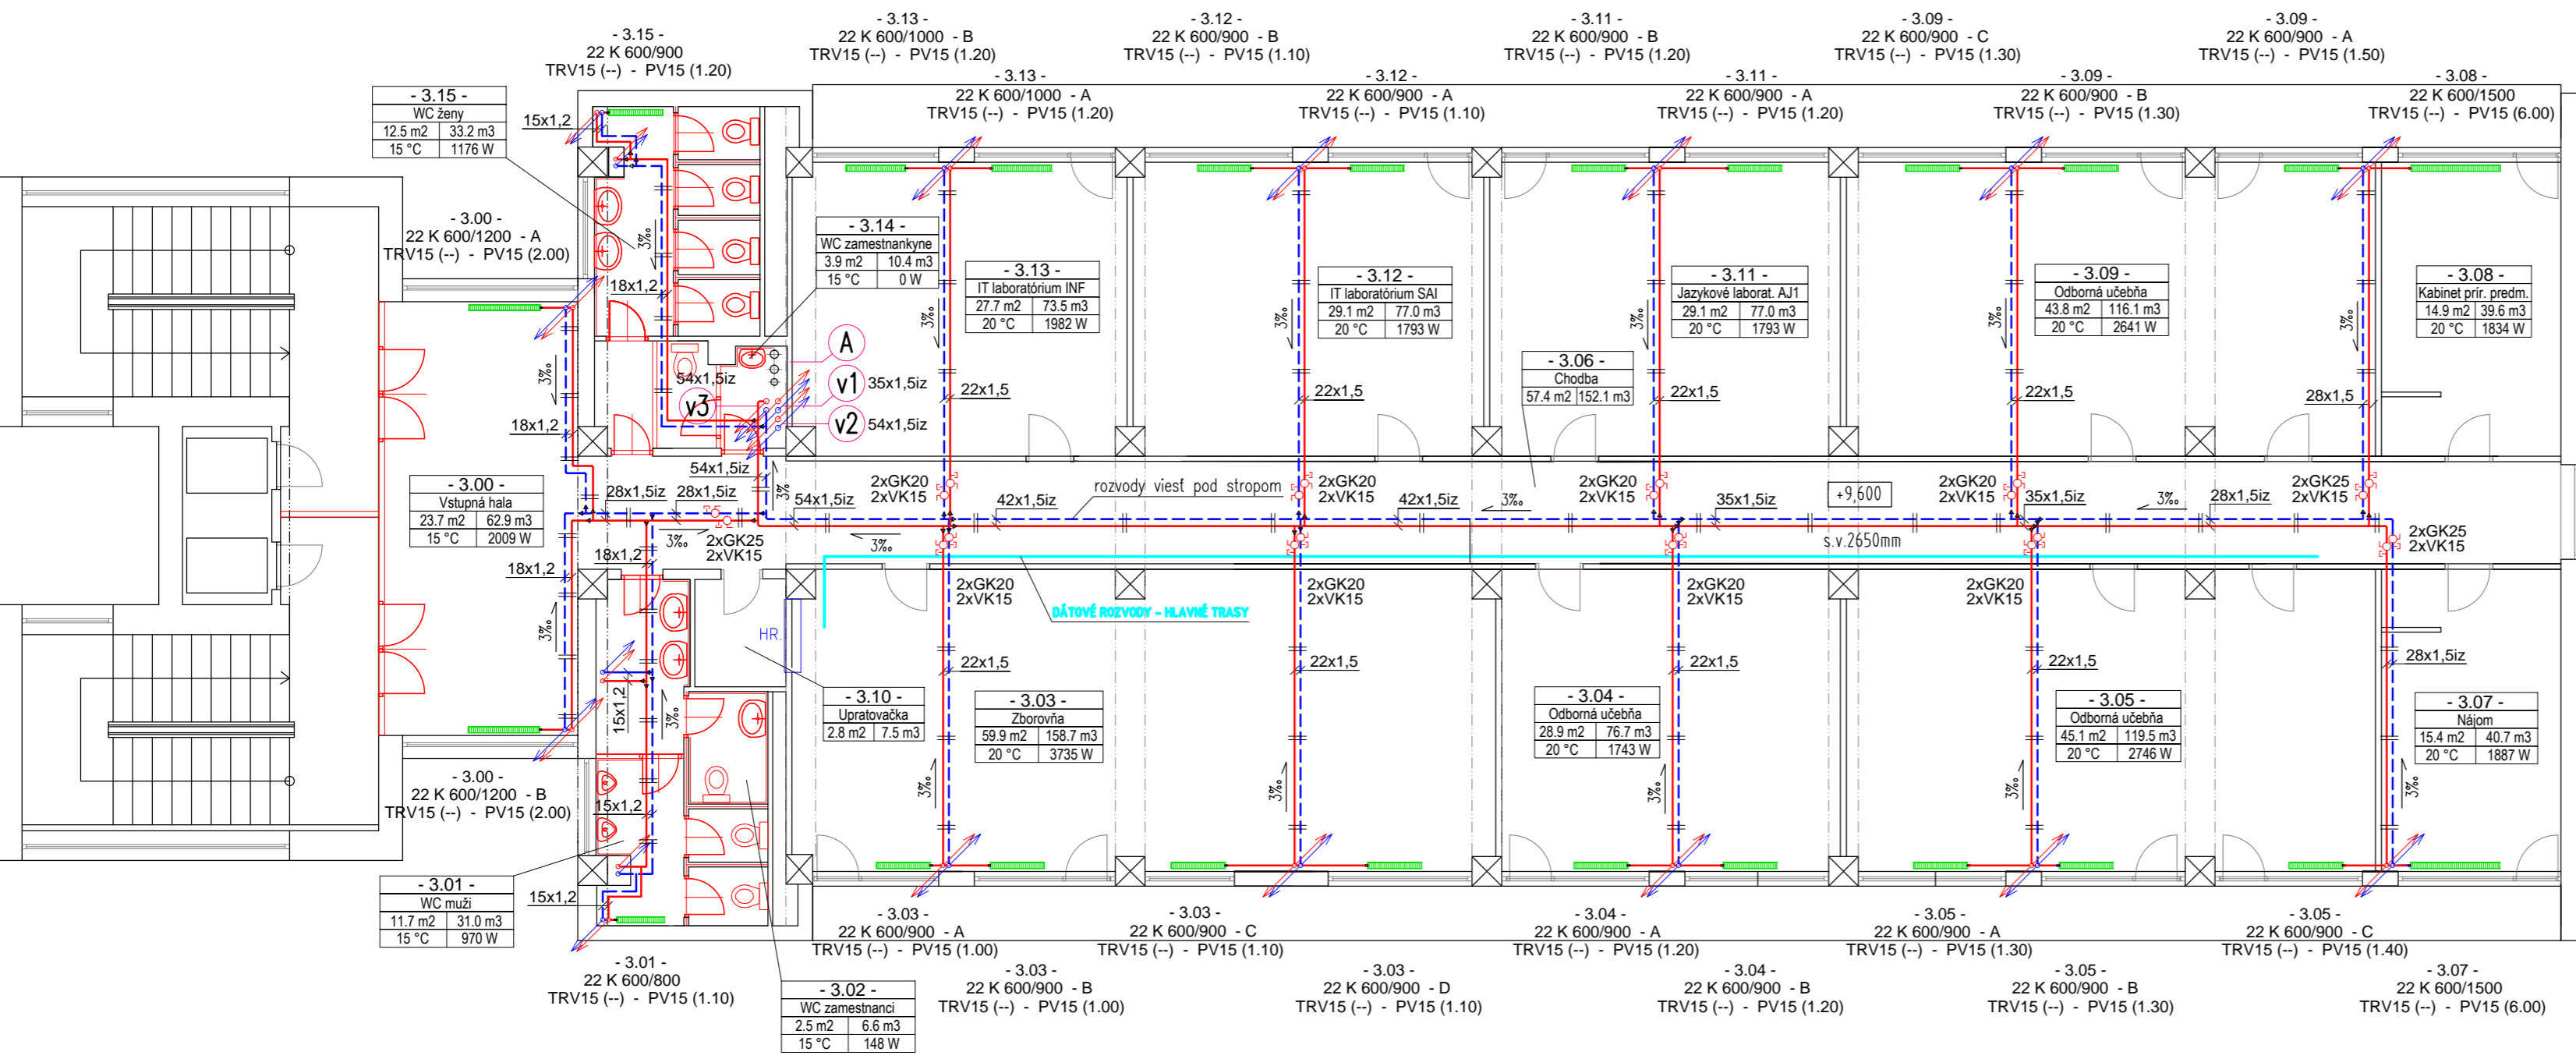 - 3.15 -
22 K 600/900
TRV15 (--) - PV15 (1.20)
- 3.13 -
22 K 600/1000 - B
TRV15 (--) - PV15 (1.20)
- 3.12 -
22 K 600/900 - B
TRV15 (--) - PV15 (1.10)
- 3.11 -
22 K 600/900 - B
TRV15 (--) - PV15 (1.20)
- 3.09 -
22 K 600/900 - C
TRV15 (--) - PV15 (1.30)
- 3.09 -
22 K 600/900 - A
TRV15 (--) - PV15 (1.50)
- 3.13 -
22 K 600/1000 - A
TRV15 (--) - PV15 (1.20)
- 3.12 -
22 K 600/900 - A
TRV15 (--) - PV15 (1.10)
- 3.11 -
22 K 600/900 - A
TRV15 (--) - PV15 (1.20)
- 3.09 -
22 K 600/900 - B
TRV15 (--) - PV15 (1.30)
- 3.08 -
22 K 600/1500
TRV15 (--) - PV15 (6.00)
- 3.15 -
WC ženy
12.5 m2 33.2 m3
15 °C 1176 W
15x1,2
- 3.00 -
22 K 600/1200 - A
TRV15 (--) - PV15 (2.00)
3‰
18x1,2
- 3.14 -
WC zamestnankyne
3.9 m2 10.4 m3
15 °C 0 W
- 3.13 -
IT laboratórium INF
27.7 m2 73.5 m3
20 °C 1982 W
- 3.12 -
IT laboratórium SAI
29.1 m2 77.0 m3
20 °C 1793 W
- 3.11 -
Jazykové laborat. AJ1
29.1 m2 77.0 m3
20 °C 1793 W
- 3.09 -
Odborná učebňa
43.8 m2 116.1 m3
20 °C 2641 W
- 3.08 -
Kabinet prír. predm.
14.9 m2 39.6 m3
20 °C 1834 W
3‰
3‰
3‰
3‰
3‰
3‰
A
54x1,5iz
v1 35x1,5iz
v3
v2 54x1,5iz
- 3.06 -
Chodba
57.4 m2 152.1 m3
22x1,5
22x1,5
22x1,5
22x1,5
28x1,5
18x1,2
54x1,5iz
3‰
- 3.00 -
Vstupná hala
23.7 m2 62.9 m3
15 °C 2009 W
28x1,5iz
28x1,5iz
54x1,5iz
2xGK20
2xVK15
42x1,5iz
rozvody viesť pod stropom
2xGK20
2xVK15
42x1,5iz
3‰
2xGK20
2xVK15
35x1,5iz
+9,600
2xGK20
2xVK15
35x1,5iz
3‰
28x1,5iz
2xGK25
2xVK15
3‰
2xGK25
2xVK15
3‰
s.v.2650mm
2xGK25
2xVK15
18x1,2
18x1,2
2xGK20
2xVK15
2xGK20
2xVK15
2xGK20
2xVK15
2xGK20
2xVK15
DÁTOVÉ ROZVODY - HLAVNÉ TRASY
HR.
3‰
22x1,5
22x1,5
22x1,5
22x1,5
28x1,5iz
15x1,2
3‰
- 3.10 -
Upratovačka
2.8 m2 7.5 m3
- 3.03 -
Zborovňa
59.9 m2 158.7 m3
20 °C 3735 W
- 3.04 -
Odborná učebňa
28.9 m2 76.7 m3
20 °C 1743 W
- 3.05 -
Odborná učebňa
45.1 m2 119.5 m3
20 °C 2746 W
- 3.07 -
Nájom
15.4 m2 40.7 m3
20 °C 1887 W
3‰
3‰
3‰
3‰
3‰
- 3.00 -
22 K 600/1200 - B
TRV15 (--) - PV15 (2.00)
15x1,2
- 3.01 -
WC muži
11.7 m2 31.0 m3
15 °C 970 W
15x1,2
- 3.03 -
22 K 600/900 - A
TRV15 (--) - PV15 (1.00)
- 3.03 -
22 K 600/900 - C
TRV15 (--) - PV15 (1.10)
- 3.04 -
22 K 600/900 - A
TRV15 (--) - PV15 (1.20)
- 3.05 -
22 K 600/900 - A
TRV15 (--) - PV15 (1.30)
- 3.05 -
22 K 600/900 - C
TRV15 (--) - PV15 (1.40)
- 3.01 -
22 K 600/800
TRV15 (--) - PV15 (1.10)
- 3.02 -
WC zamestnanci
2.5 m2 6.6 m3
15 °C 148 W
- 3.03 -
22 K 600/900 - B
TRV15 (--) - PV15 (1.00)
- 3.03 -
22 K 600/900 - D
TRV15 (--) - PV15 (1.10)
- 3.04 -
22 K 600/900 - B
TRV15 (--) - PV15 (1.20)
- 3.05 -
22 K 600/900 - B
TRV15 (--) - PV15 (1.30)
- 3.07 -
22 K 600/1500
TRV15 (--) - PV15 (6.00)